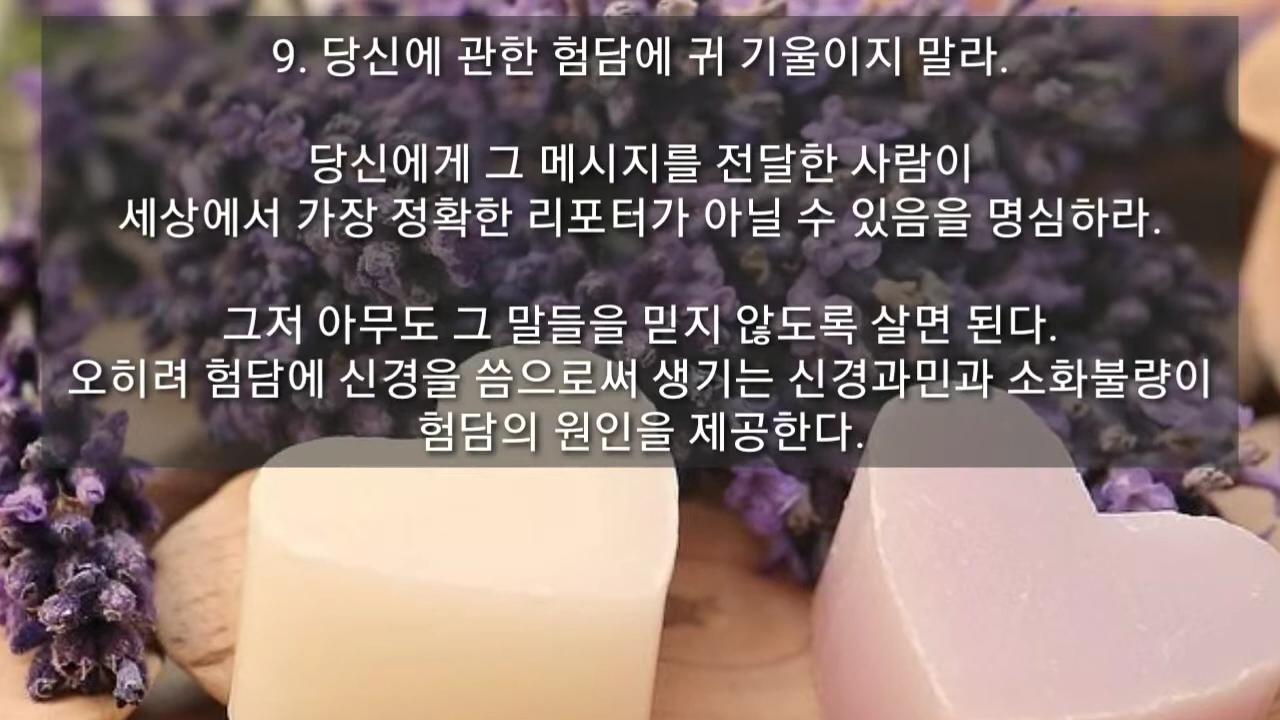 9. 당신에 관한 험담에 귀 기울이지 말라.
당신에게 그 메시지를 전달한 사람이
세상에서 가장 정확한 리포터가 아닐 수 있음을 명심하라.
그저 아무도 그 말들을 믿지 않도록 살면 된다.
오히려 험담에 신경을 씀으로써 생기는 신경과민과 소화불량이
험담의 원인을 제공한다.